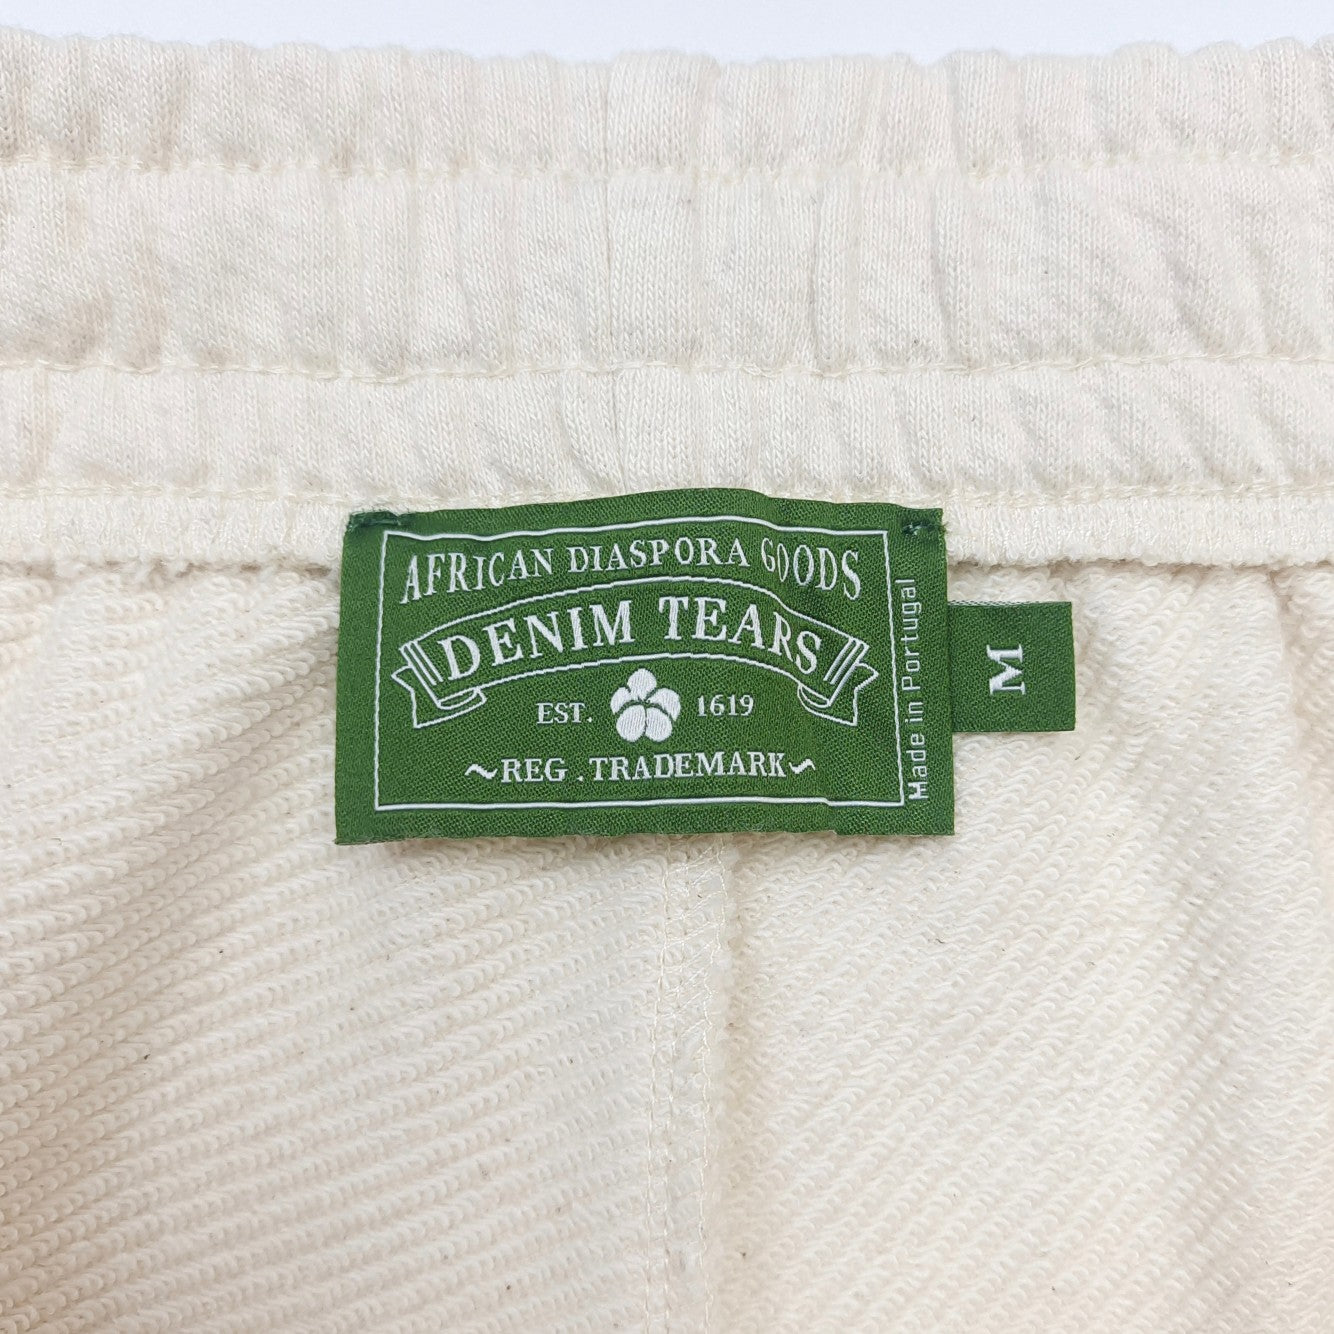 AFRICAN DIASPORA GOODS
DENIM TEARS
EST. 1619
~REG . TRADEMARK~
Made in Portugal
M